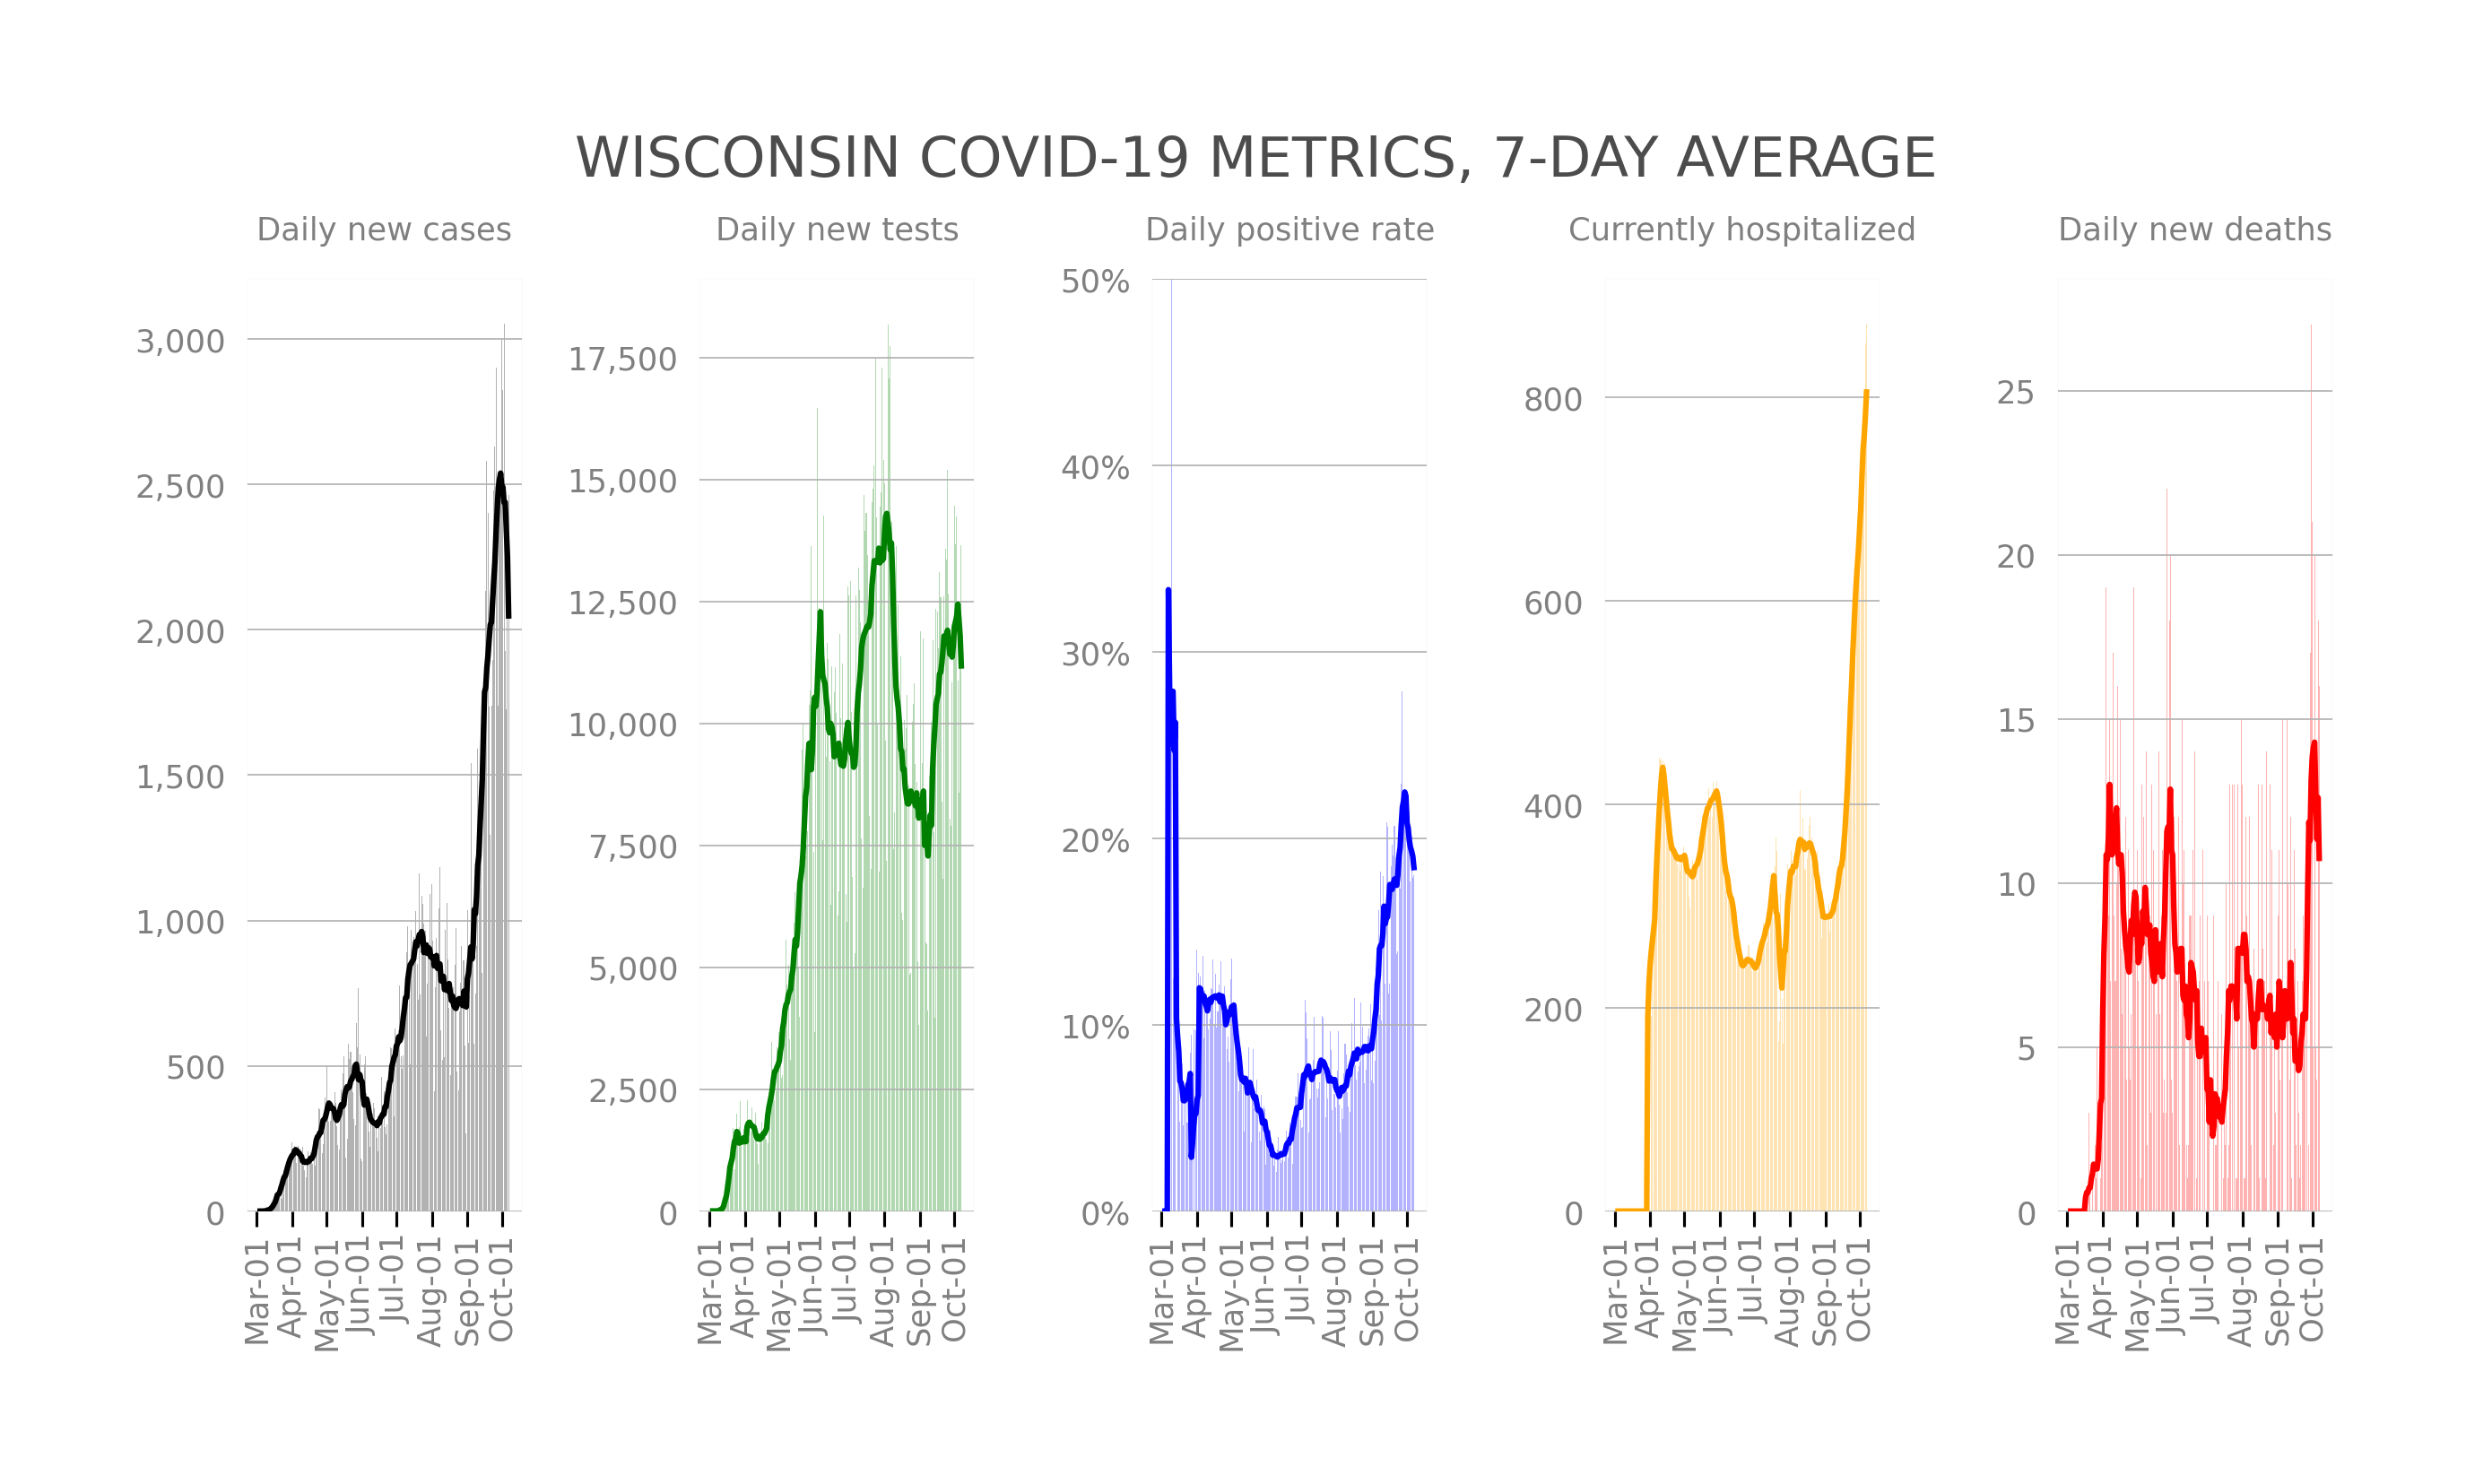 WISCONSIN COVID-19 METRICS, 7-DAY AVERAGE
Daily new cases
3,000
2,500
2,000
1,500
1,000
500
0
Mar-01
Apr-01
May-01
Jun-01
Jul-01
Aug-01
Sep-01
Oct-01
Daily new tests
17,500
15,000
12,500
10,000
7,500
5,000
2,500
0
Mar-01
Apr-01
May-01
Jun-01
Jul-01
Aug-01
Sep-01
Oct-01
Daily positive rate
50%
40%
30%
20%
10%
0%
Mar-01
Apr-01
May-01
Jun-01
Jul-01
Aug-01
Sep-01
Oct-01
Currently hospitalized
800
600
400
200
0
Mar-01
Apr-01
May-01
Jun-01
Jul-01
Aug-01
Sep-01
Oct-01
Daily new deaths
25
20
15
10
5
0
Mar-01
Apr-01
May-01
Jun-01
Jul-01
Aug-01
Sep-01
Oct-01